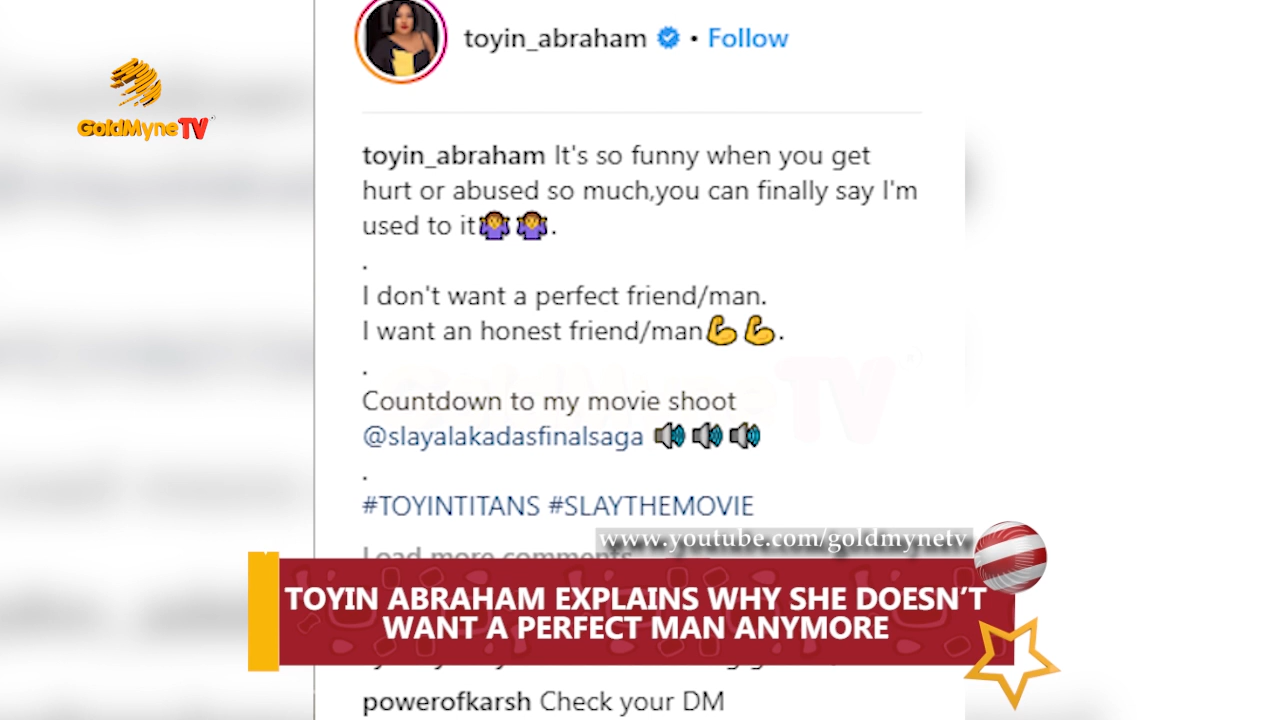 toyin_abraham • Follow
GoldMyneTV
toyin_abraham It's so funny when you get
hurt or abused so much,you can finally say I'm
used to it🤷‍♀️🤷‍♀️.
.
I don't want a perfect friend/man.
I want an honest friend/man💪💪.
.
Countdown to my movie shoot
@slayalakadasfinalsaga 🔊🔊🔊
.
#TOYINTITANS #SLAYTHEMOVIE
www.youtube.com/goldmynetv
Load more comments
TOYIN ABRAHAM EXPLAINS WHY SHE DOESN'T
WANT A PERFECT MAN ANYMORE
powerofkarsh Check your DM